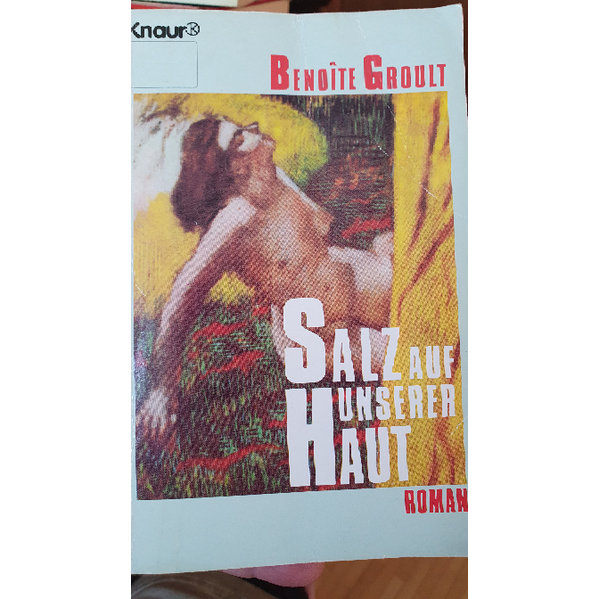 Knaur
BENOÎTE GROULT
SALZ AUF
UNSERER
HAUT
ROMAN